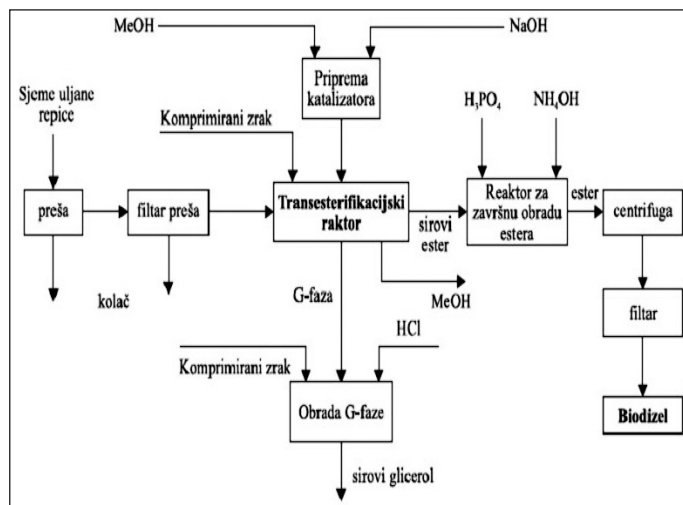 MeOH
NaOH
Sjeme uljane
repice
Priprema
katalizatora
Komprimirani zrak
H₃PO₄
NH₄OH
preša
filtar preša
Transesterifikacijski
raktor
sirovi
ester
Reaktor za
završnu obradu
estera
ester
centrifuga
kolač
G-faza
MeOH
filtar
HCl
Komprimirani zrak
Obrada G-faze
Biodizel
sirovi glicerol